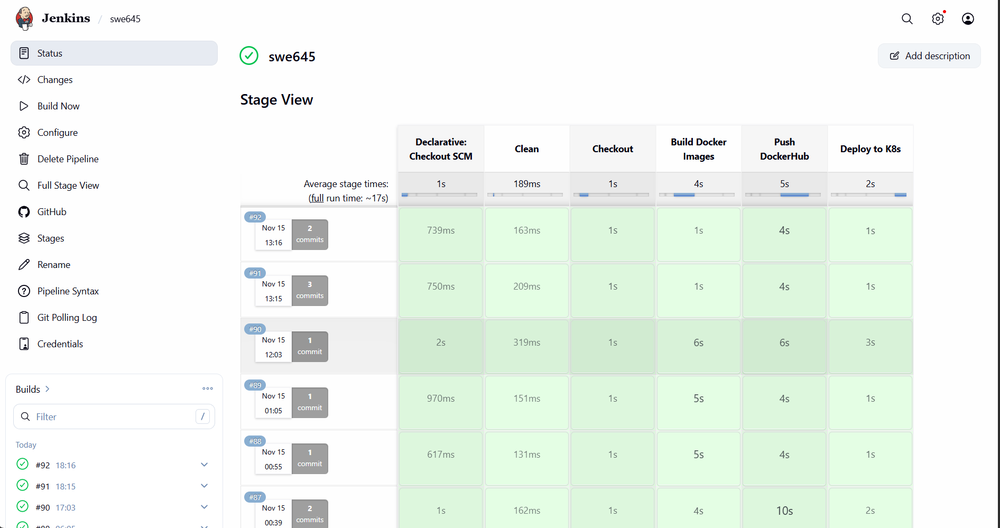 Jenkins / swe645
Status
Changes
Build Now
Configure
Delete Pipeline
Full Stage View
GitHub
Stages
Rename
Pipeline Syntax
Git Polling Log
Credentials
Builds
Filter /
Today
#92 18:16
#91 18:15
#90 17:03
swe645
Add description
Stage View
Declarative: Checkout SCM
Clean
Checkout
Build Docker Images
Push DockerHub
Deploy to K8s
Average stage times:
(full run time: ~17s)
1s 189ms 1s 4s 5s 2s
#92
Nov 15
13:16
2
commits
739ms 163ms 1s 1s 4s 1s
#91
Nov 15
13:15
3
commits
750ms 209ms 1s 1s 4s 1s
#90
Nov 15
12:03
1
commit
2s 319ms 1s 6s 6s 3s
#89
Nov 15
01:05
1
commit
970ms 151ms 1s 5s 4s 1s
#88
Nov 15
00:55
1
commit
617ms 131ms 1s 5s 4s 1s
#87
Nov 15
00:39
2
commits
1s 162ms 1s 4s 10s 2s